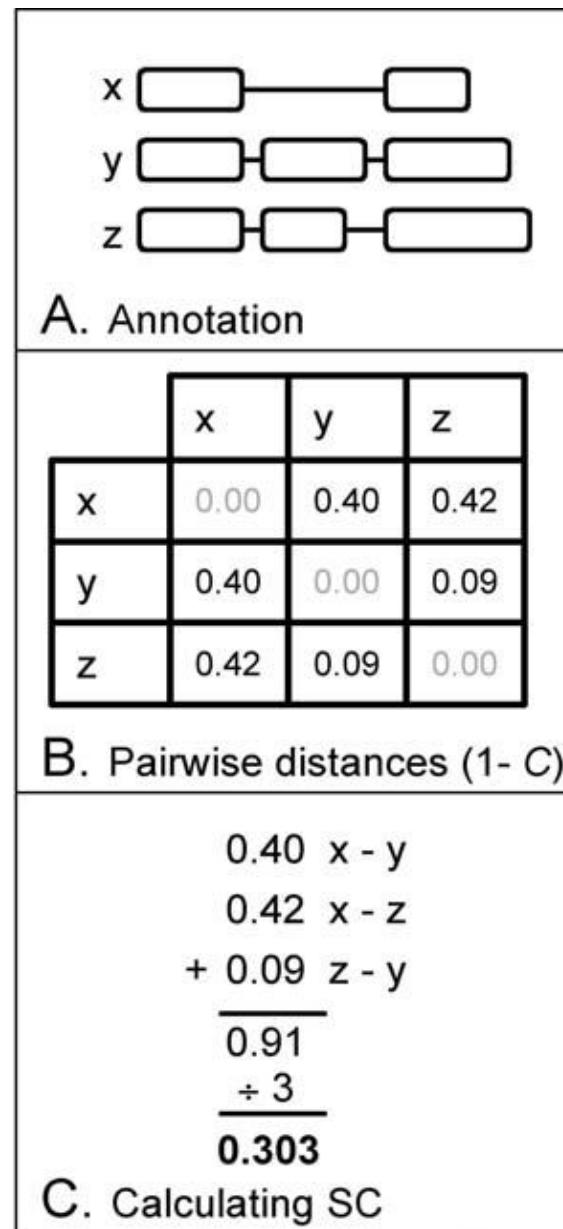 x
y
z
A. Annotation
x y z
x 0.00 0.40 0.42
y 0.40 0.00 0.09
z 0.42 0.09 0.00
B. Pairwise distances (1- C)
0.40 x - y
0.42 x - z
+ 0.09 z - y
0.91
÷ 3
0.303
C. Calculating SC